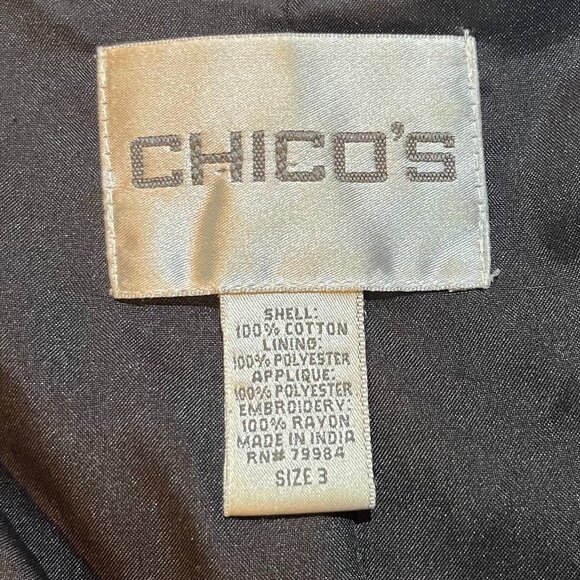 CHICO'S
SHELL:
100% COTTON
LINING:
100% POLYESTER
APPLIQUE:
100% POLYESTER
EMBROIDERY:
100% RAYON
MADE IN INDIA
RN# 79984
SIZE 3